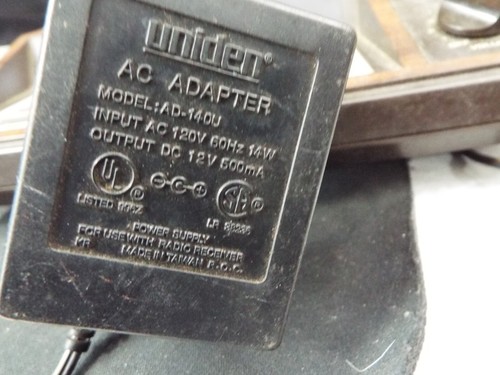 uniden®
AC ADAPTER
MODEL: AD-140U
INPUT AC 120V 60Hz 14W
OUTPUT DC 12V 500mA
UL ®
LISTED
LR
POWER SUPPLY
FOR USE WITH RADIO RECEIVER
MADE IN TAIWAN R.O.C.